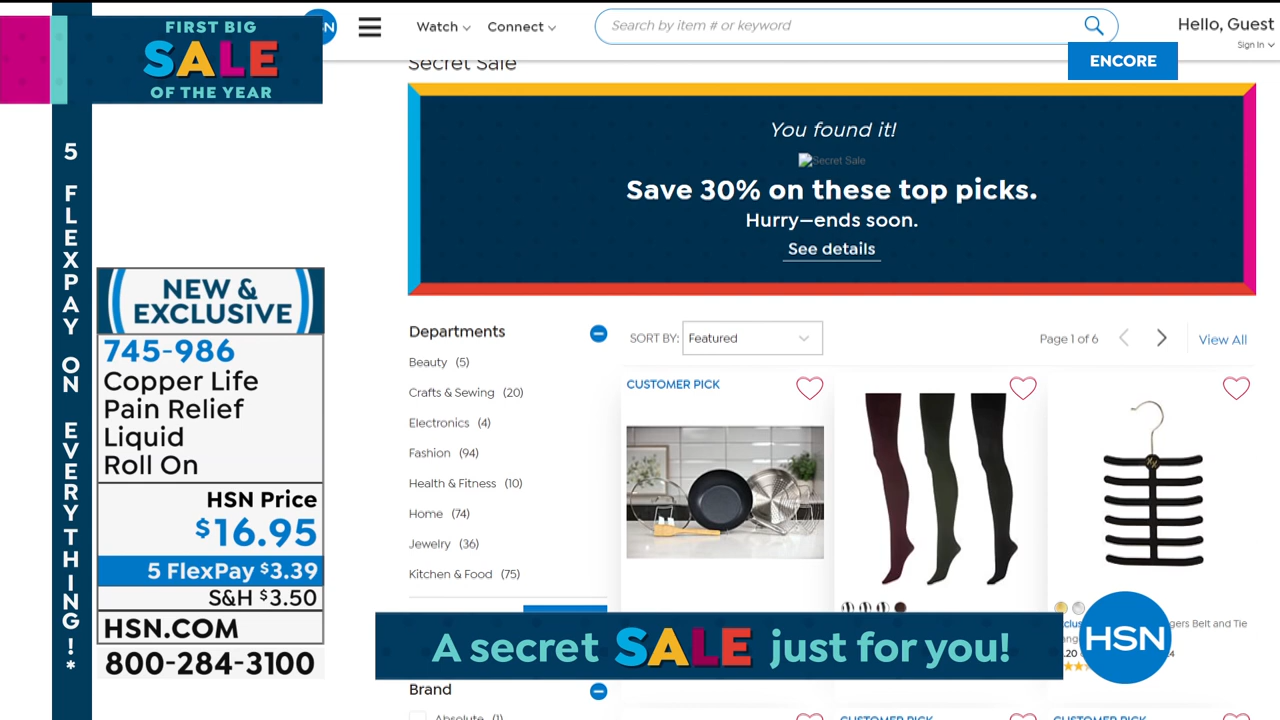 FIRST BIG
SALE
OF THE YEAR
5 FLEXPAY ON EVERYTHING!*
Watch
Connect
Search by item # or keyword
Hello, Guest
Sign In
ENCORE
Secret Sale
You found it!
Secret Sale
Save 30% on these top picks.
Hurry—ends soon.
See details
NEW &
EXCLUSIVE
745-986
Copper Life
Pain Relief
Liquid
Roll On
HSN Price
$16.95
5 FlexPay $3.39
S&H $3.50
HSN.COM
800-284-3100
Departments
Beauty (5)
Crafts & Sewing (20)
Electronics (4)
Fashion (94)
Health & Fitness (10)
Home (74)
Jewelry (36)
Kitchen & Food (75)
Brand
Absolute (1)
SORT BY: Featured
Page 1 of 6
View All
CUSTOMER PICK
Belt and Tie
A secret SALE just for you!
HSN
CUSTOMER PICK
CUSTOMER PICK